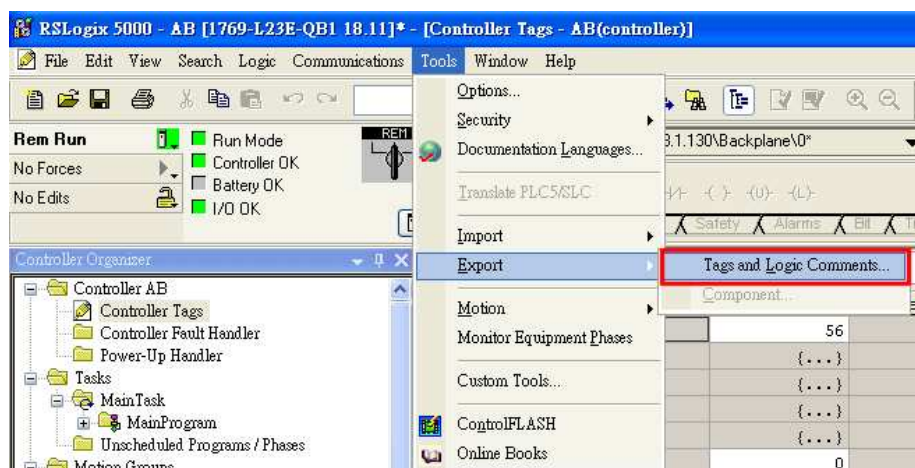 RSLogix 5000 - AB [1769-L23E-QB1 18.11]* - [Controller Tags - AB(controller)]
File Edit View Search Logic Communications Tools Window Help
Rem Run
No Forces
No Edits
Run Mode
Controller OK
Battery OK
I/O OK
REM
Options...
Security
Documentation Languages...
Translate PLC5/SLC
Import
Export
Motion
Monitor Equipment Phases
Custom Tools...
ControlFLASH
Online Books
Tags and Logic Comments...
Component...
3.1.130\Backplane\0*
Safety Alarms Bit
Controller Organizer
Controller AB
Controller Tags
Controller Fault Handler
Power-Up Handler
Tasks
MainTask
MainProgram
Unscheduled Programs / Phases
Motion Groups
56
{...}
{...}
{...}
{...}
0